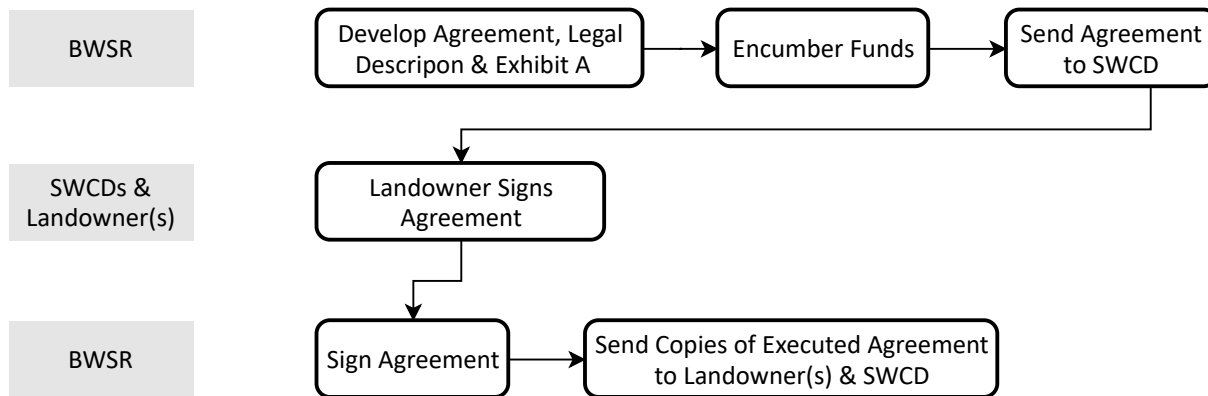 BWSR
Develop Agreement, Legal
Descripon & Exhibit A
Encumber Funds
Send Agreement
to SWCD
SWCDs &
Landowner(s)
Landowner Signs
Agreement
BWSR
Sign Agreement
Send Copies of Executed Agreement
to Landowner(s) & SWCD